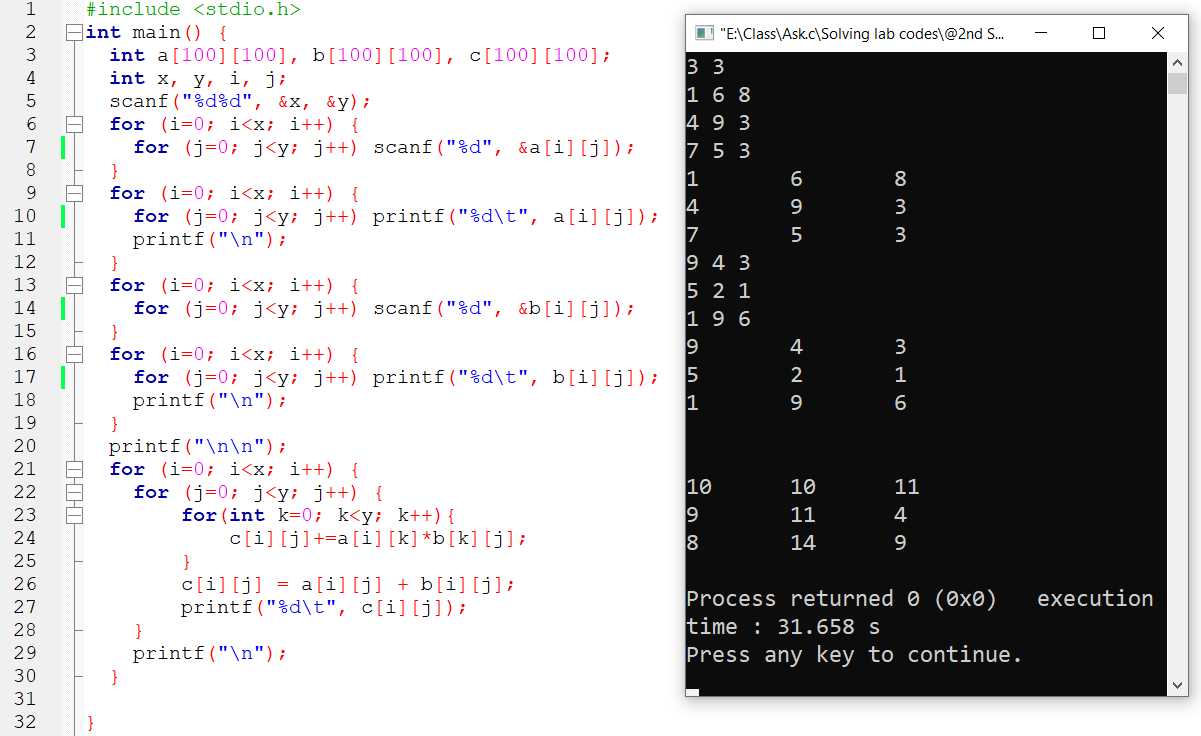 1 #include <stdio.h>
2 int main() {
3 int a[100][100], b[100][100], c[100][100];
4 int x, y, i, j;
5 scanf("%d%d", &x, &y);
6 for (i=0; i<x; i++) {
7 for (j=0; j<y; j++) scanf("%d", &a[i][j]);
8 }
9 for (i=0; i<x; i++) {
10 for (j=0; j<y; j++) printf("%d\t", a[i][j]);
11 printf("\n");
12 }
13 for (i=0; i<x; i++) {
14 for (j=0; j<y; j++) scanf("%d", &b[i][j]);
15 }
16 for (i=0; i<x; i++) {
17 for (j=0; j<y; j++) printf("%d\t", b[i][j]);
18 printf("\n");
19 }
20 printf("\n\n");
21 for (i=0; i<x; i++) {
22 for (j=0; j<y; j++) {
23 for(int k=0; k<y; k++){
24 c[i][j]+=a[i][k]*b[k][j];
25 }
26 c[i][j] = a[i][j] + b[i][j];
27 printf("%d\t", c[i][j]);
28 }
29 printf("\n");
30 }
31
32 }
"E:\Class\Ask.c\Solving lab codes\@2nd S...
3 3
1 6 8
4 9 3
7 5 3
1 6 8
4 9 3
7 5 3
9 4 3
5 2 1
1 9 6
9 4 3
5 2 1
1 9 6
10 10 11
9 11 4
8 14 9
Process returned 0 (0x0) execution
time : 31.658 s
Press any key to continue.